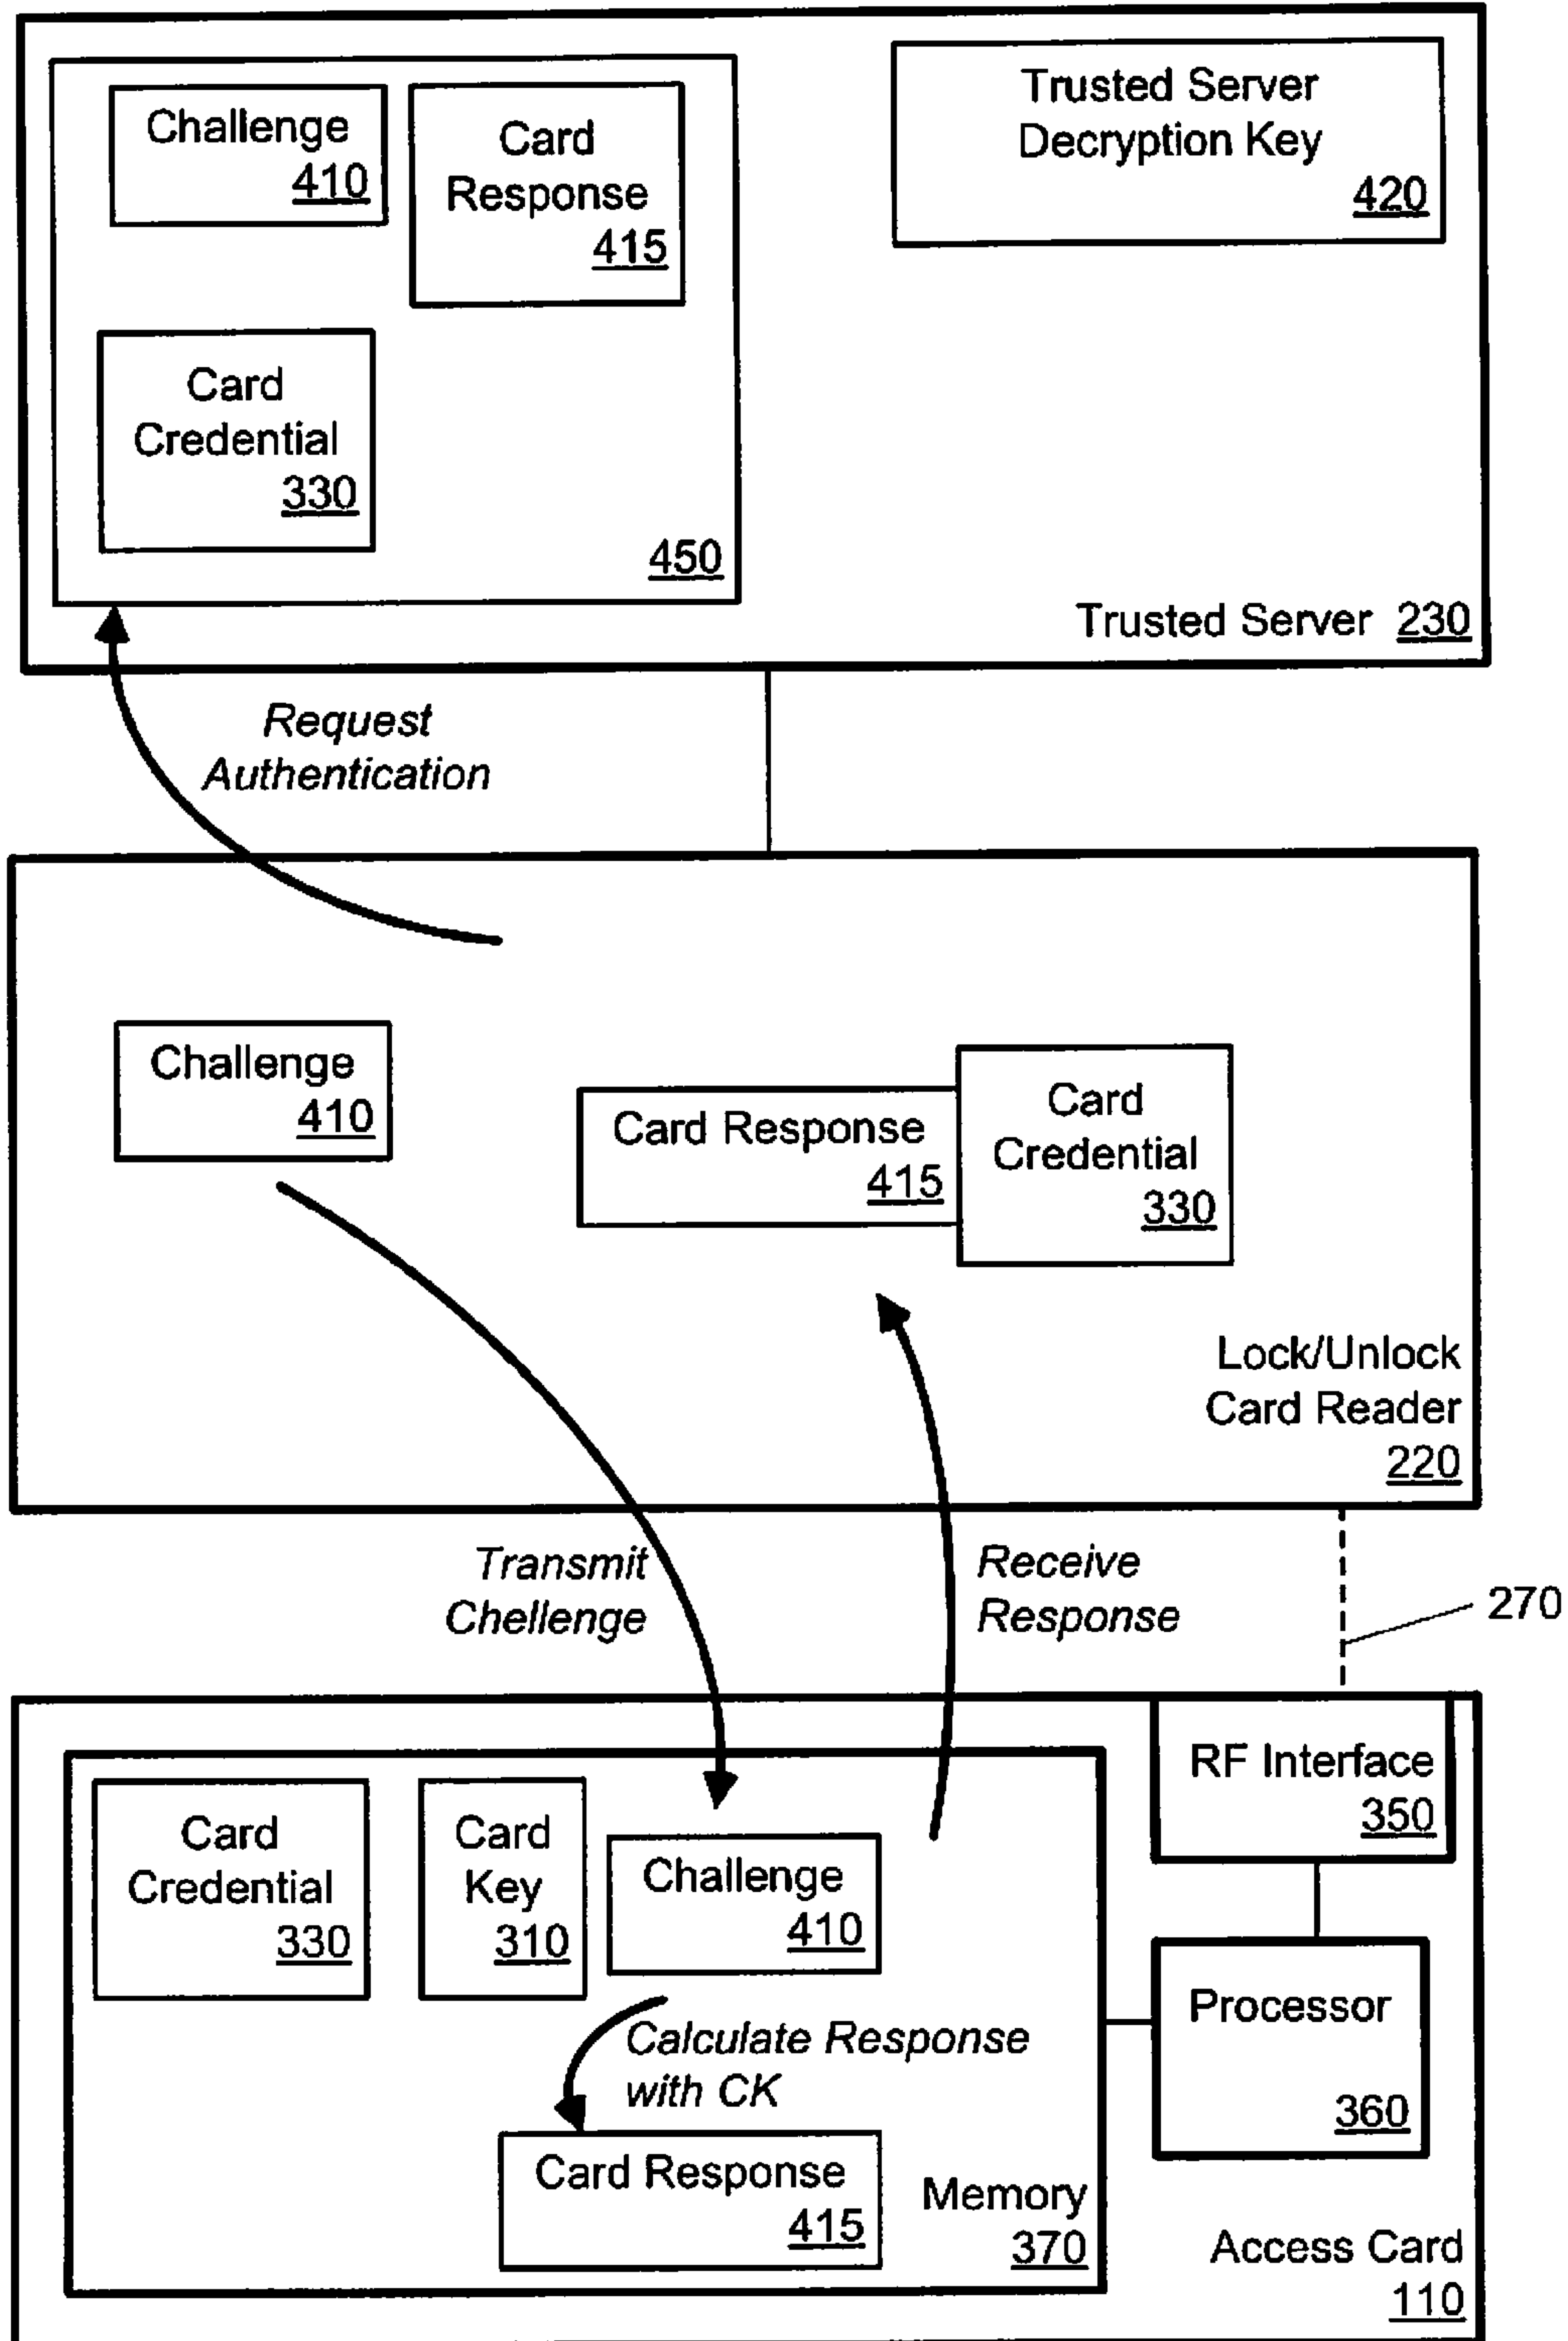 Challenge
410
Card
Response
415
Trusted Server
Decryption Key
420
Card
Credential
330
450
Trusted Server 230
Request
Authentication
Challenge
410
Card Response
415
Card
Credential
330
Lock/Unlock
Card Reader
220
Transmit
Chellenge
Receive
Response
270
Card
Credential
330
Card
Key
310
Challenge
410
RF Interface
350
Calculate Response
with CK
Processor
360
Card Response
415
Memory
370
Access Card
110